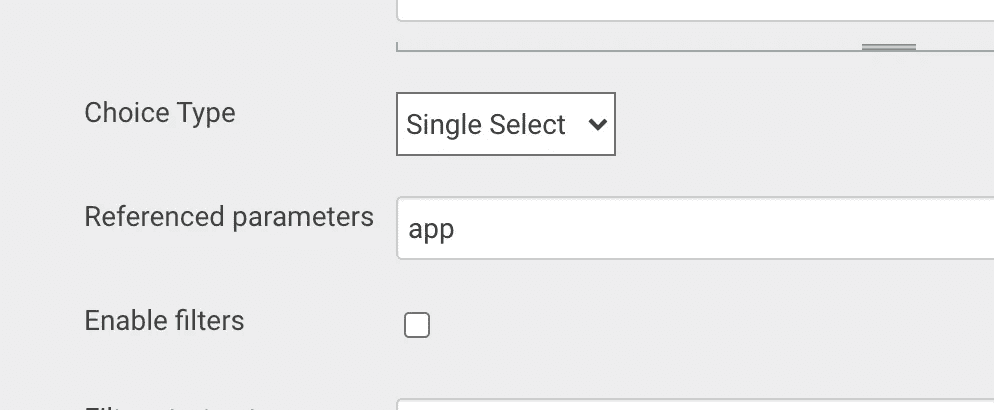 Choice Type
Single Select
Referenced parameters
app
Enable filters